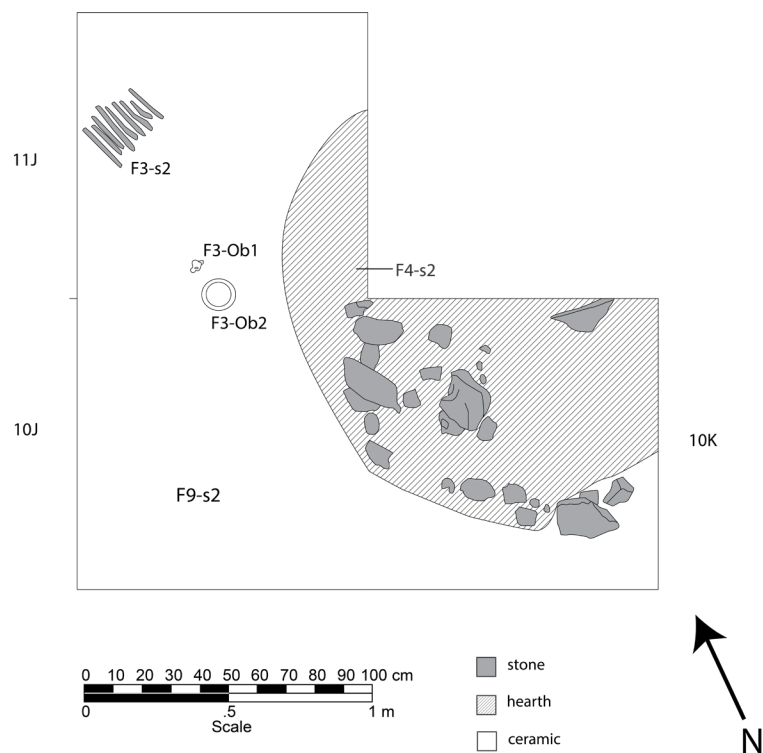 11J
F3-s2
F3-Ob1
F4-s2
F3-Ob2
10J
10K
F9-s2
0 10 20 30 40 50 60 70 80 90 100 cm
0 .5 1 m
Scale
stone
hearth
ceramic
N